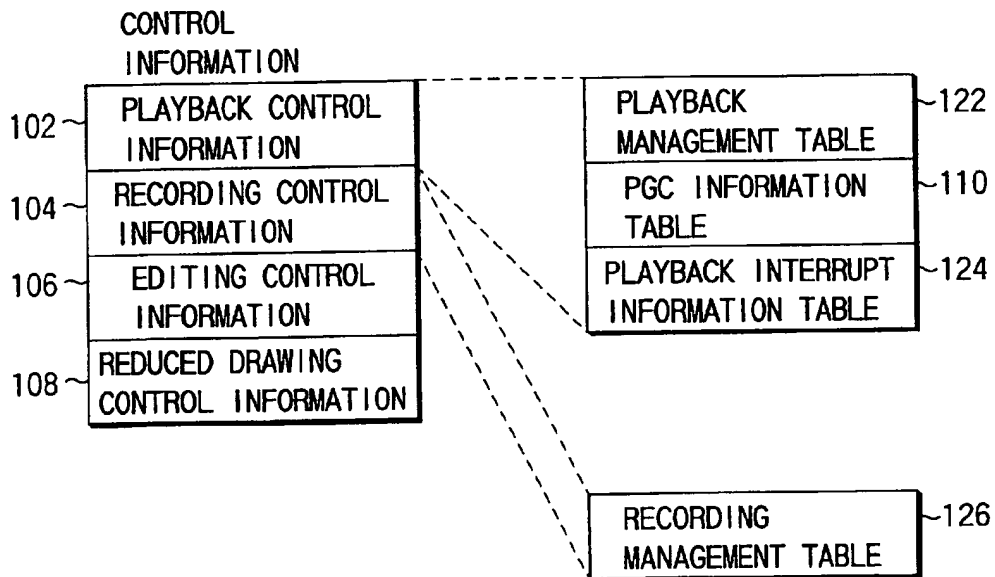 CONTROL
INFORMATION
102
PLAYBACK CONTROL
INFORMATION
104
RECORDING CONTROL
INFORMATION
106
EDITING CONTROL
INFORMATION
108
REDUCED DRAWING
CONTROL INFORMATION
PLAYBACK
MANAGEMENT TABLE
122
PGC INFORMATION
TABLE
110
PLAYBACK INTERRUPT
INFORMATION TABLE
124
RECORDING
MANAGEMENT TABLE
126